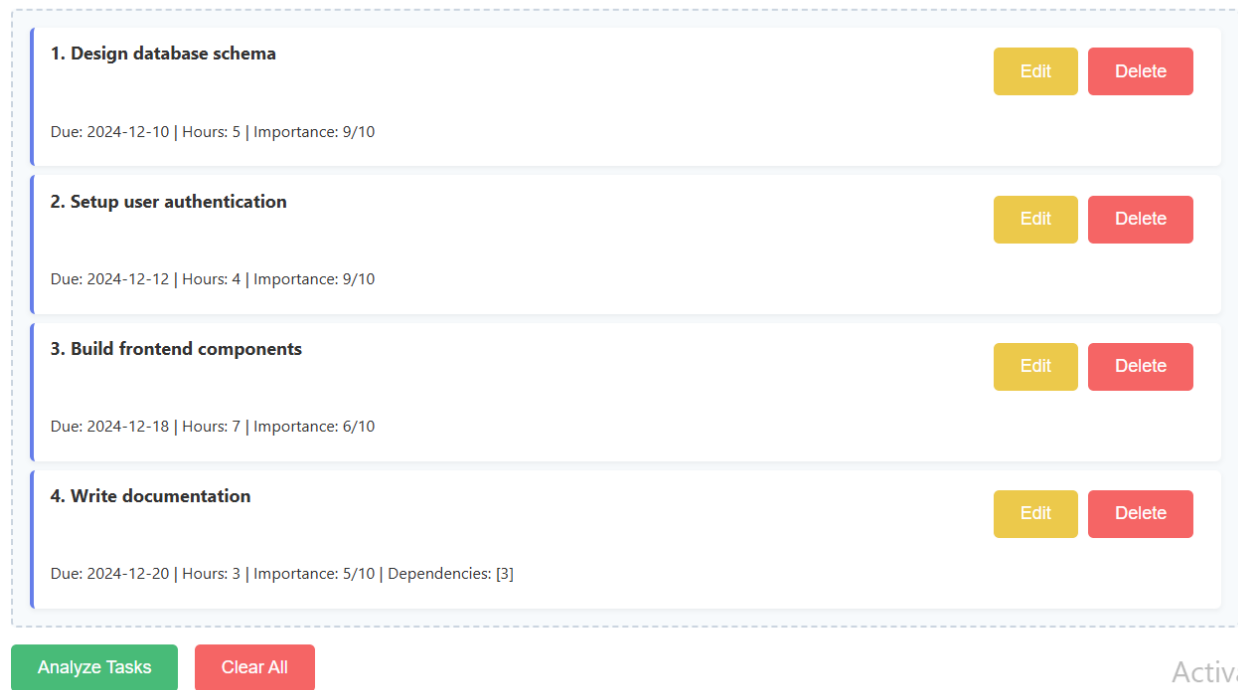 1. Design database schema
Edit
Delete
Due: 2024-12-10 | Hours: 5 | Importance: 9/10
2. Setup user authentication
Edit
Delete
Due: 2024-12-12 | Hours: 4 | Importance: 9/10
3. Build frontend components
Edit
Delete
Due: 2024-12-18 | Hours: 7 | Importance: 6/10
4. Write documentation
Edit
Delete
Due: 2024-12-20 | Hours: 3 | Importance: 5/10 | Dependencies: [3]
Analyze Tasks
Clear All